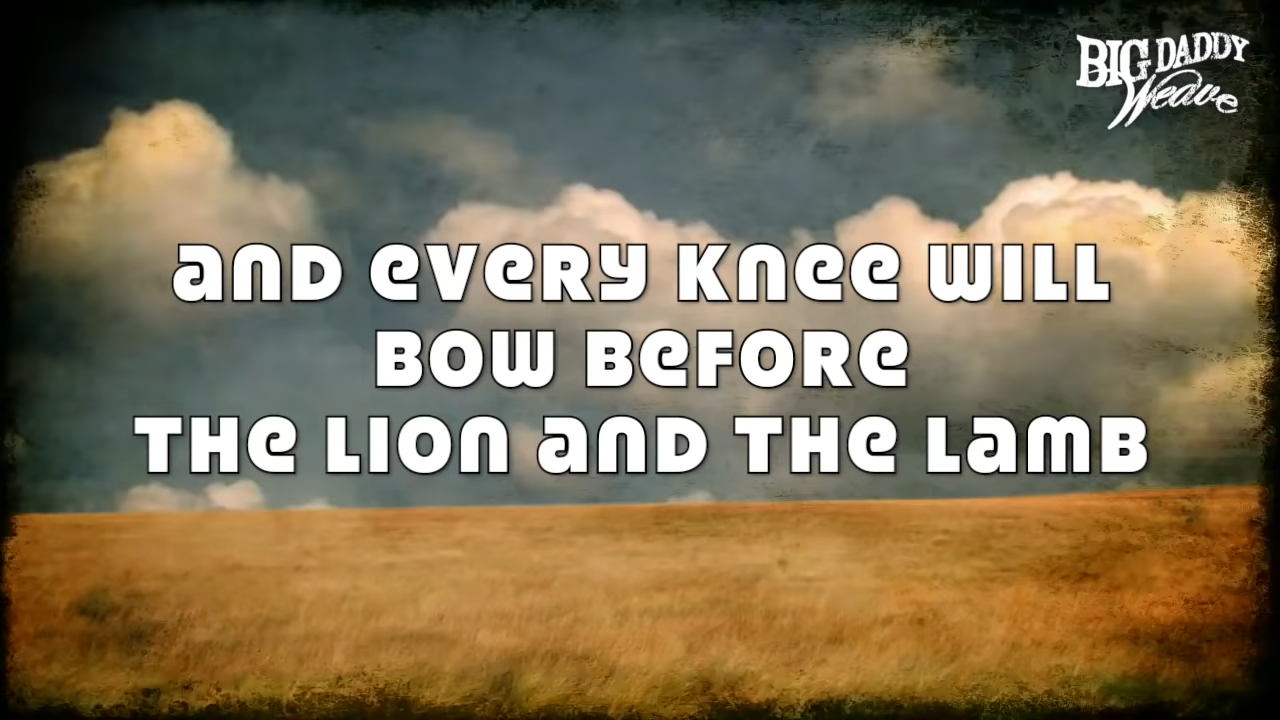 BIG DADDY
Weave
AND EVERY KNEE WILL
BOW BEFORE
THE LION AND THE LAMB